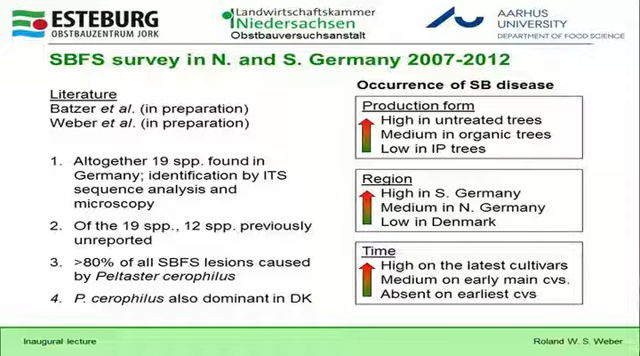 ESTEBURG
OBSTBAUZENTRUM JORK
Landwirtschaftskammer
Niedersachsen
Obstbauversuchsanstalt
AARHUS
UNIVERSITY
DEPARTMENT OF FOOD SCIENCE
SBFS survey in N. and S. Germany 2007-2012
Literature
Batzer et al. (in preparation)
Weber et al. (in preparation)
1. Altogether 19 spp. found in
Germany; identification by ITS
sequence analysis and
microscopy
2. Of the 19 spp., 12 spp. previously
unreported
3. >80% of all SBFS lesions caused
by Peltaster cerophilus
4. P. cerophilus also dominant in DK
Occurrence of SB disease
Production form
High in untreated trees
Medium in organic trees
Low in IP trees
Region
High in S. Germany
Medium in N. Germany
Low in Denmark
Time
High on the latest cultivars
Medium on early main cvs.
Absent on earliest cvs
Inaugural lecture
Roland W. S. Weber